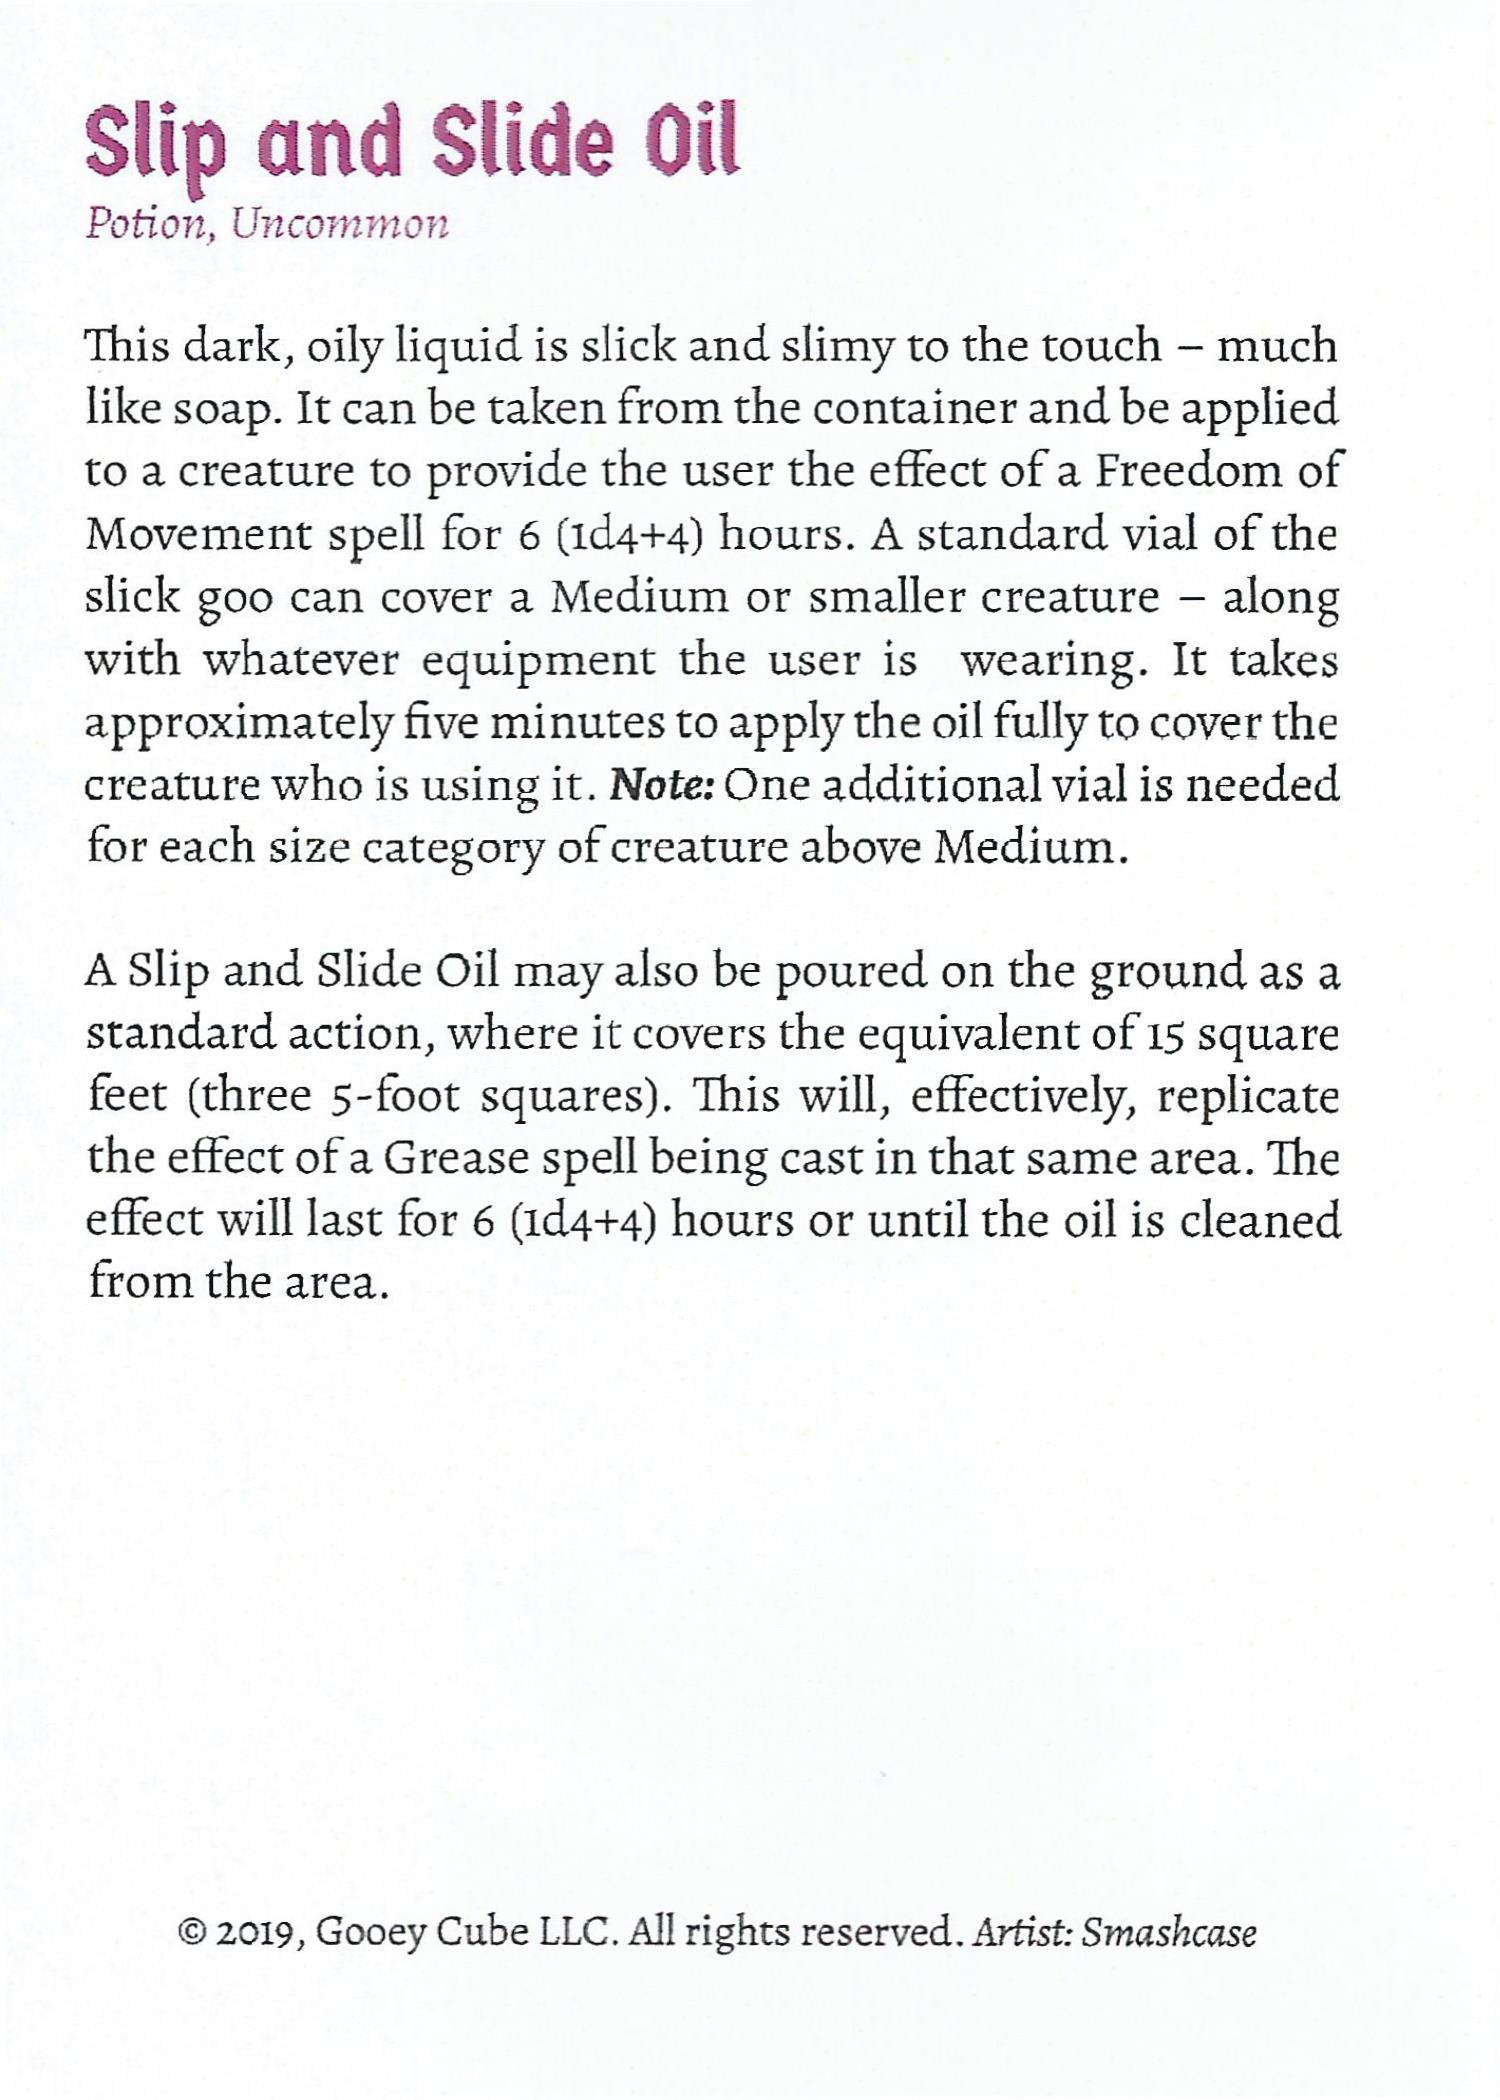 Slip and Slide Oil
Potion, Uncommon
This dark, oily liquid is slick and slimy to the touch – much
like soap. It can be taken from the container and be applied
to a creature to provide the user the effect of a Freedom of
Movement spell for 6 (1d4+4) hours. A standard vial of the
slick goo can cover a Medium or smaller creature – along
with whatever equipment the user is wearing. It takes
approximately five minutes to apply the oil fully to cover the
creature who is using it. Note: One additional vial is needed
for each size category of creature above Medium.
A Slip and Slide Oil may also be poured on the ground as a
standard action, where it covers the equivalent of 15 square
feet (three 5-foot squares). This will, effectively, replicate
the effect of a Grease spell being cast in that same area. The
effect will last for 6 (1d4+4) hours or until the oil is cleaned
from the area.
© 2019, Gooey Cube LLC. All rights reserved. Artist: Smashcase